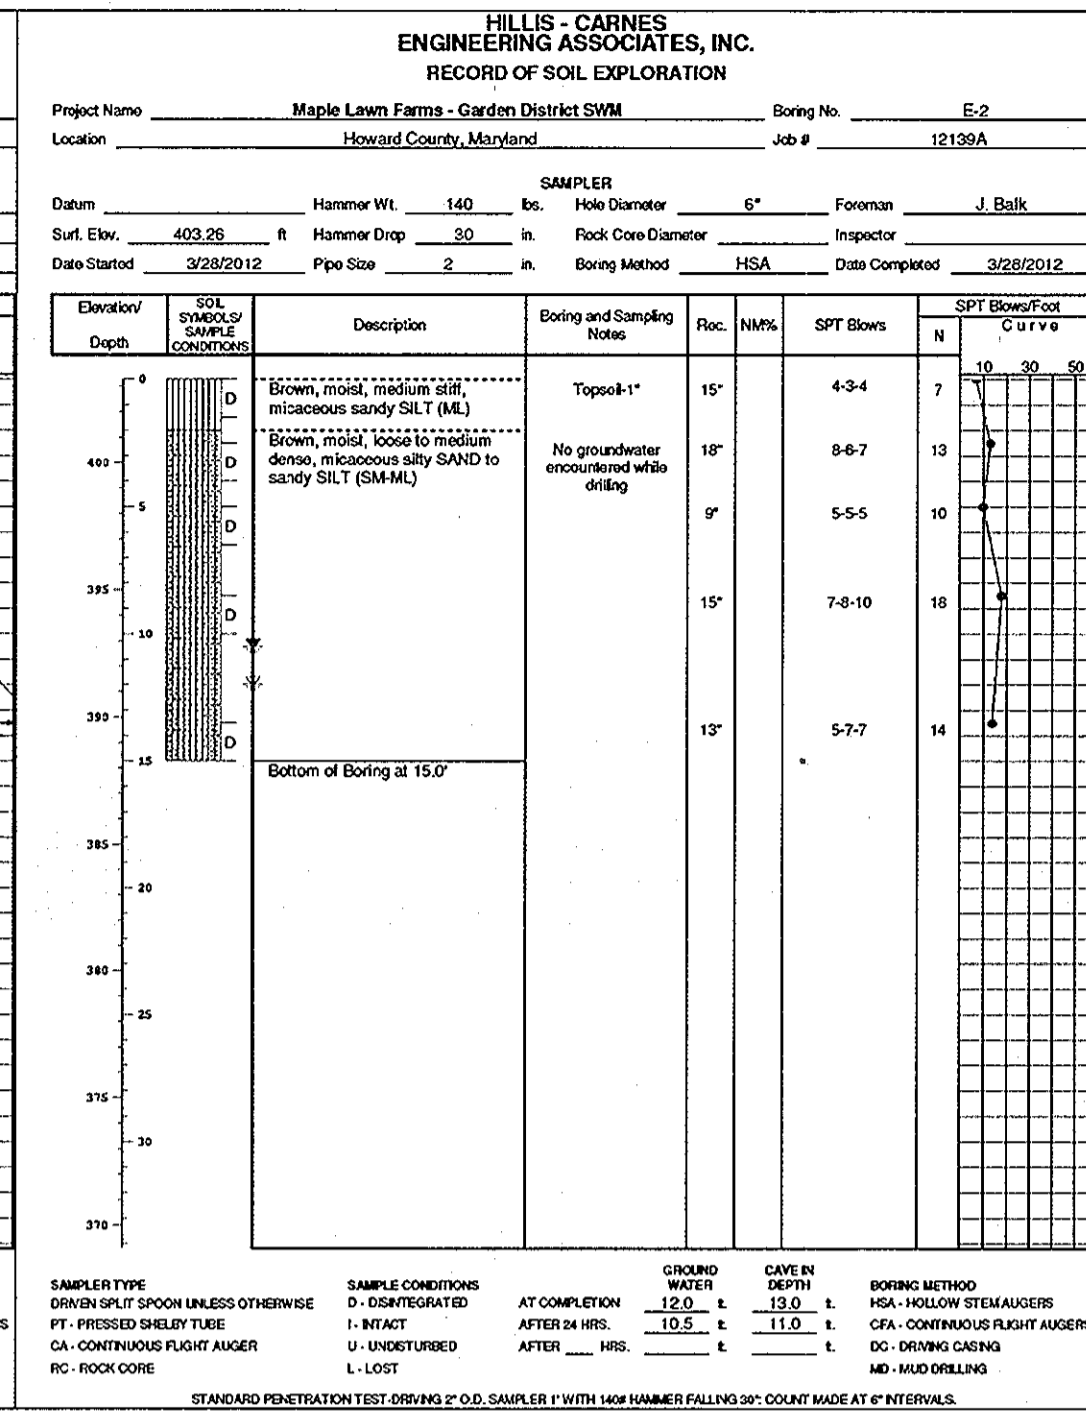 HILLIS - CARNES
ENGINEERING ASSOCIATES, INC.
RECORD OF SOIL EXPLORATION
Project Name Maple Lawn Farms - Garden District SWM Boring No. E-2
Location Howard County, Maryland Job # 12139A
SAMPLER
Datum Hammer Wt. 140 lbs. Hole Diameter 6" Foreman J. Balk
Surf. Elev. 403.26 ft Hammer Drop 30 in. Rock Core Diameter Inspector
Date Started 3/28/2012 Pipe Size 2 in. Boring Method HSA Date Completed 3/28/2012
Elevation/ Depth SOIL SYMBOLS/ SAMPLE CONDITIONS Description Boring and Sampling Notes Rec. NM% SPT Blows N SPT Blows/Foot Curve
10 30 50
0 D Brown, moist, medium stiff, Topsoil-1" 15" 4-3-4 7
micaceous sandy SILT (ML)
Brown, moist, loose to medium
400 D dense, micaceous silty SAND to No groundwater 18" 8-6-7 13
sandy SILT (SM-ML) encountered while
drilling
5 D 9" 5-5-5 10
395
D 15" 7-8-10 18
10
390
D 13" 5-7-7 14
15
Bottom of Boring at 15.0'
385
20
380
25
375
30
370
GROUND WATER CAVE IN DEPTH
SAMPLER TYPE SAMPLE CONDITIONS BORING METHOD
DRIVEN SPLIT SPOON UNLESS OTHERWISE D - DISINTEGRATED AT COMPLETION 12.0 ft. 13.0 ft. HSA - HOLLOW STEM AUGERS
PT - PRESSED SHELBY TUBE I - INTACT AFTER 24 HRS. 10.5 ft. 11.0 ft. CFA - CONTINUOUS FLIGHT AUGERS
CA - CONTINUOUS FLIGHT AUGER U - UNDISTURBED AFTER ____ HRS. ft. ft. DC - DRIVING CASING
RC - ROCK CORE L - LOST MD - MUD DRILLING
STANDARD PENETRATION TEST-DRIVING 2" O.D. SAMPLER 1' WITH 140# HAMMER FALLING 30": COUNT MADE AT 6" INTERVALS.